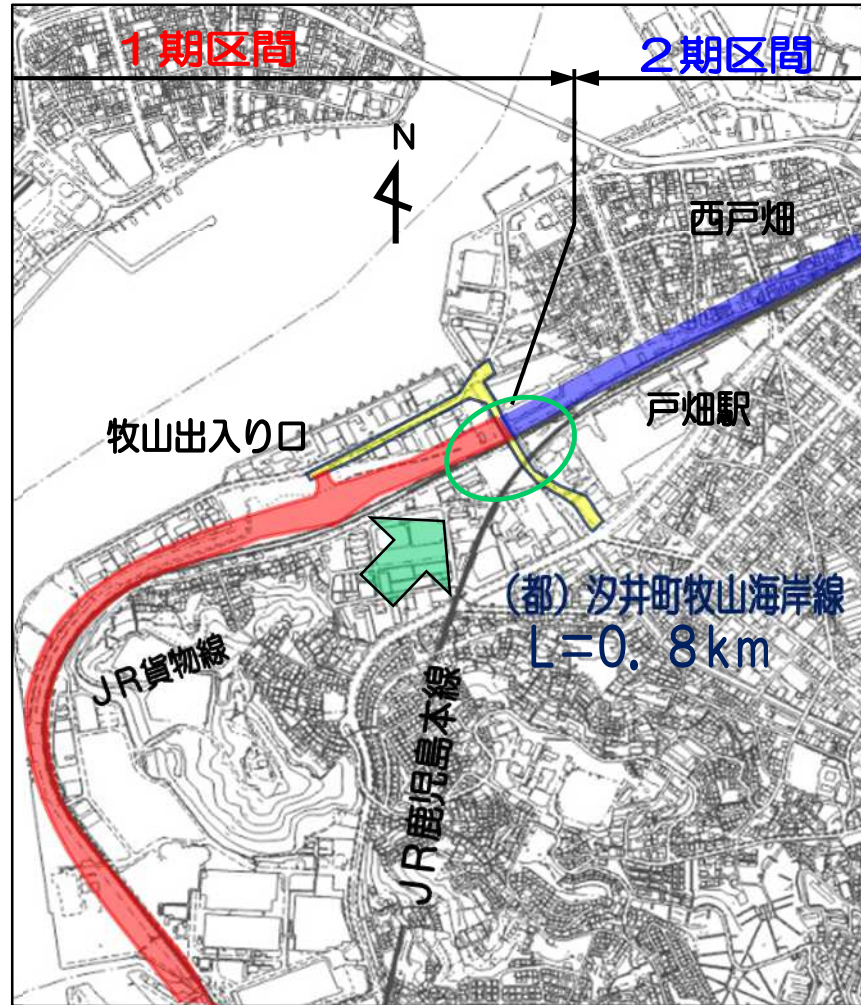 １期区間
２期区間
N
西戸畑
戸畑駅
牧山出入り口
（都）汐井町牧山海岸線
L=0．8km
JR貨物線
JR鹿児島本線